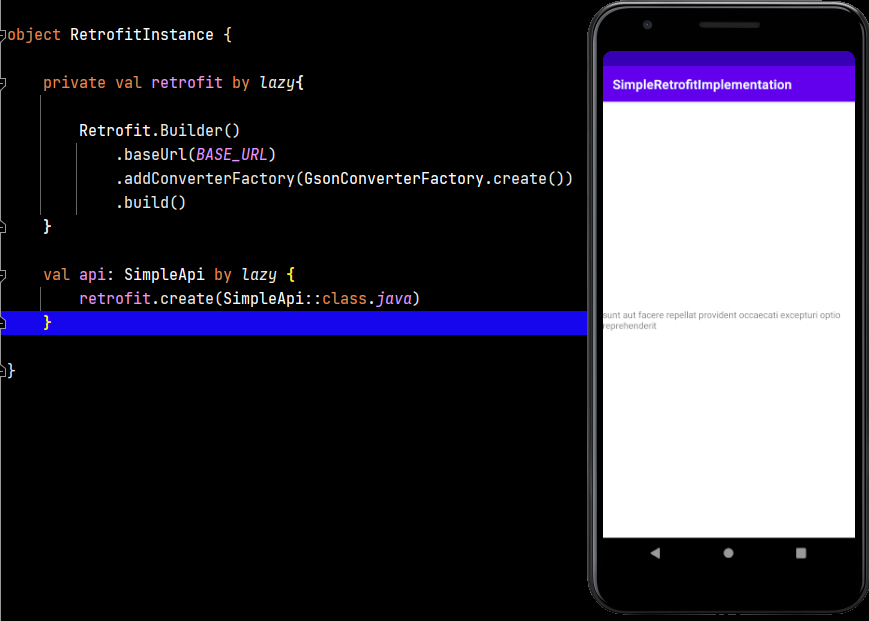 object RetrofitInstance {
private val retrofit by lazy{
Retrofit.Builder()
.baseUrl(BASE_URL)
.addConverterFactory(GsonConverterFactory.create())
.build()
}
val api: SimpleApi by lazy {
retrofit.create(SimpleApi::class.java)
}
}
SimpleRetrofitImplementation
sunt aut facere repellat provident occaecati excepturi optio
reprehenderit